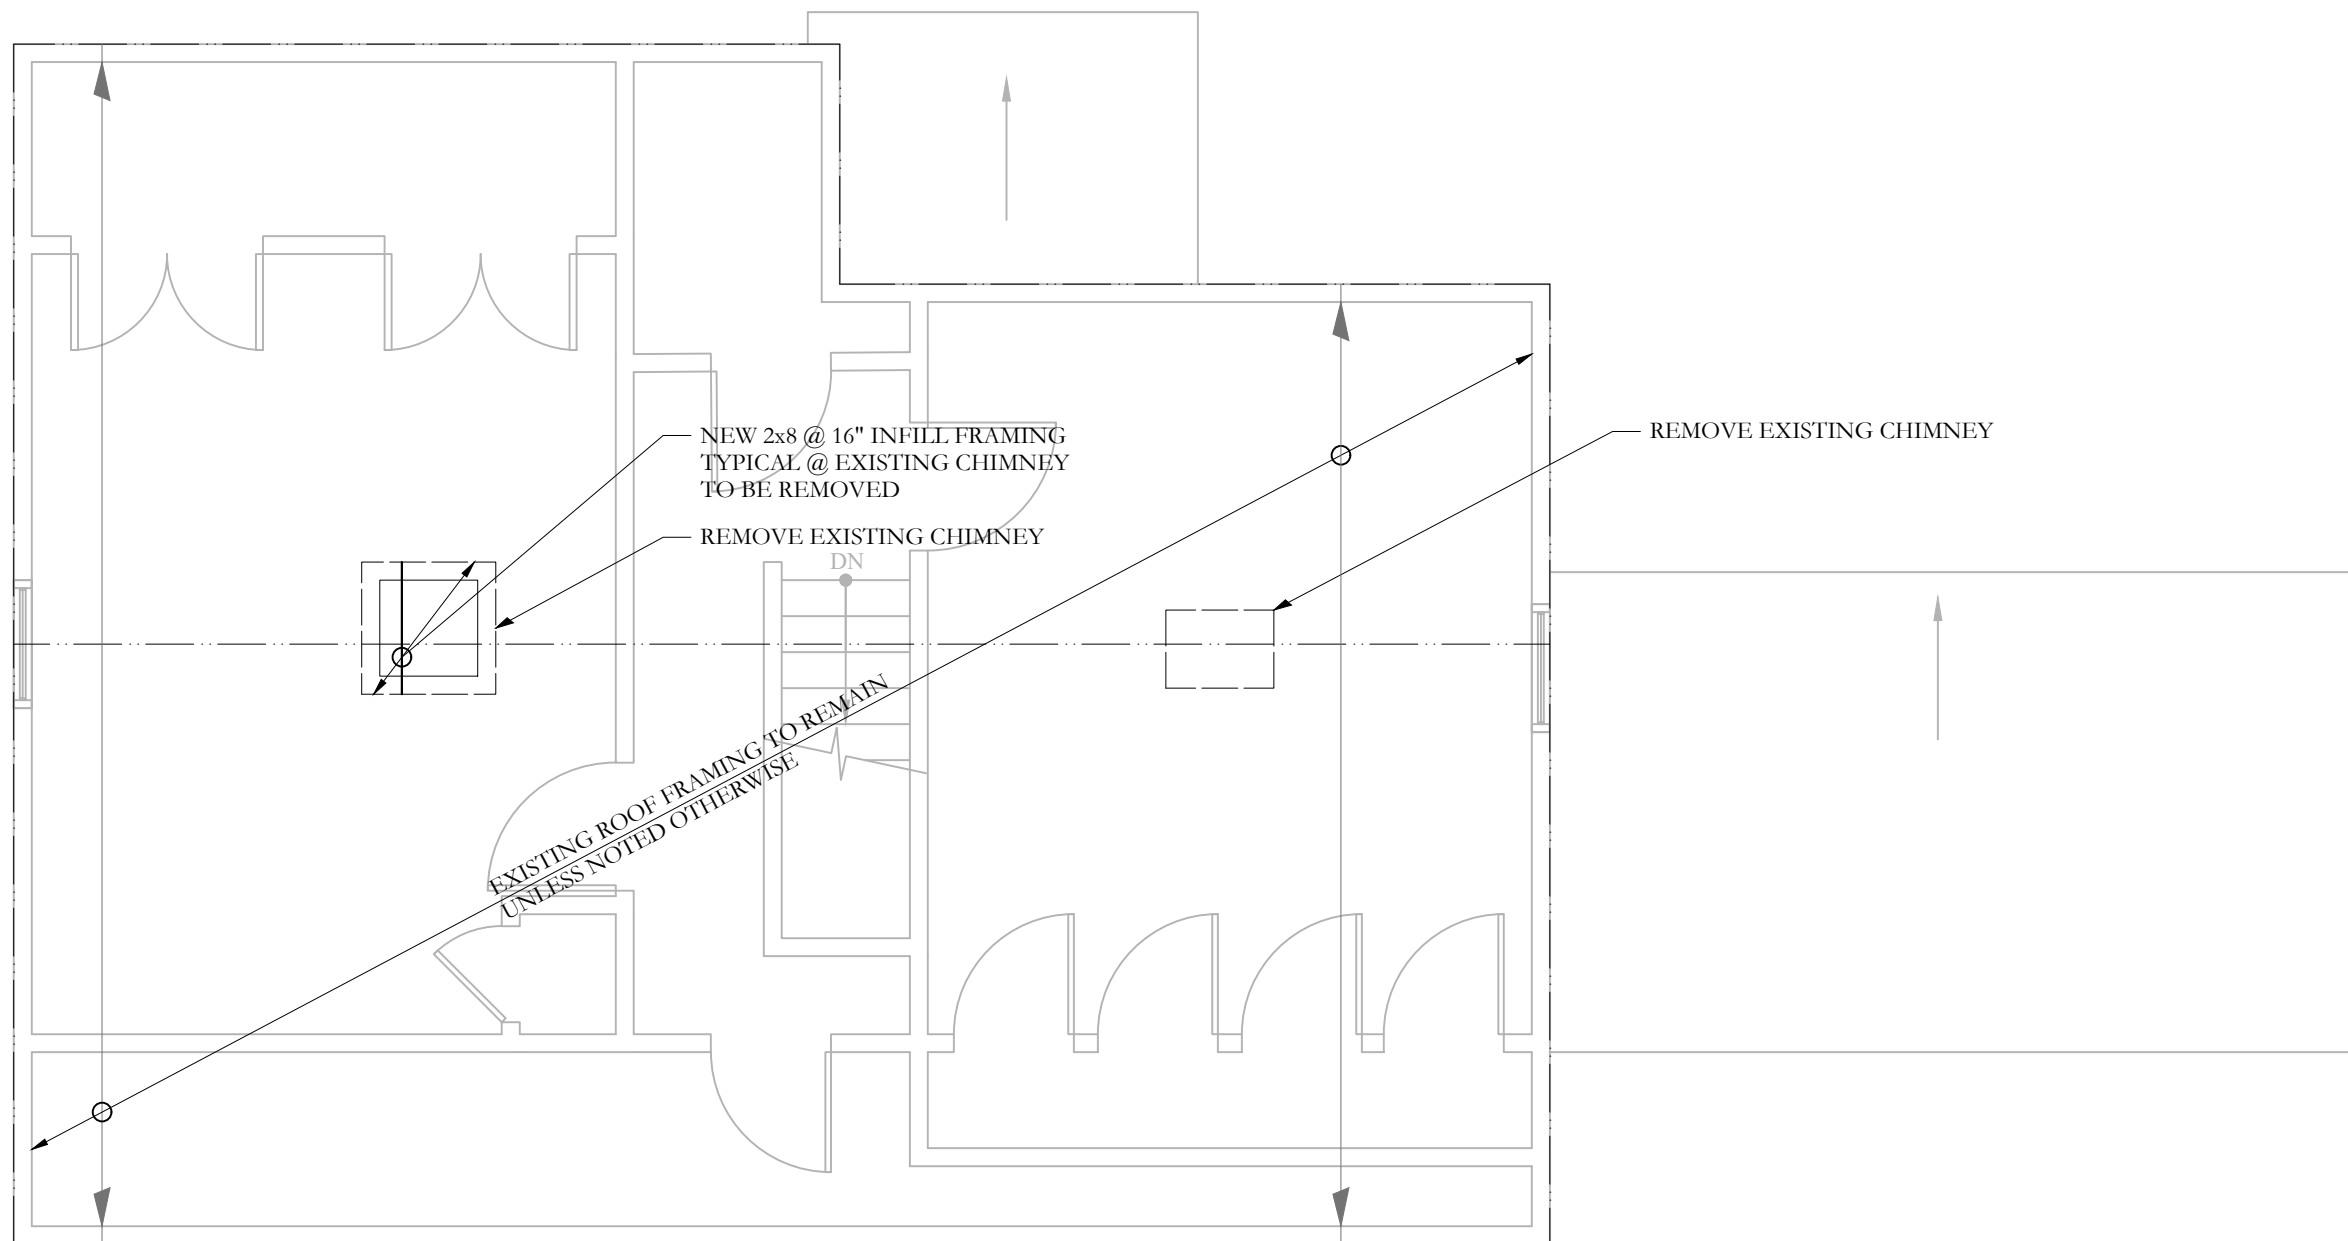 NEW 2x8 @ 16" INFILL FRAMING
TYPICAL @ EXISTING CHIMNEY
TO BE REMOVED
REMOVE EXISTING CHIMNEY
REMOVE EXISTING CHIMNEY
DN
EXISTING ROOF FRAMING TO REMAIN
UNLESS NOTED OTHERWISE